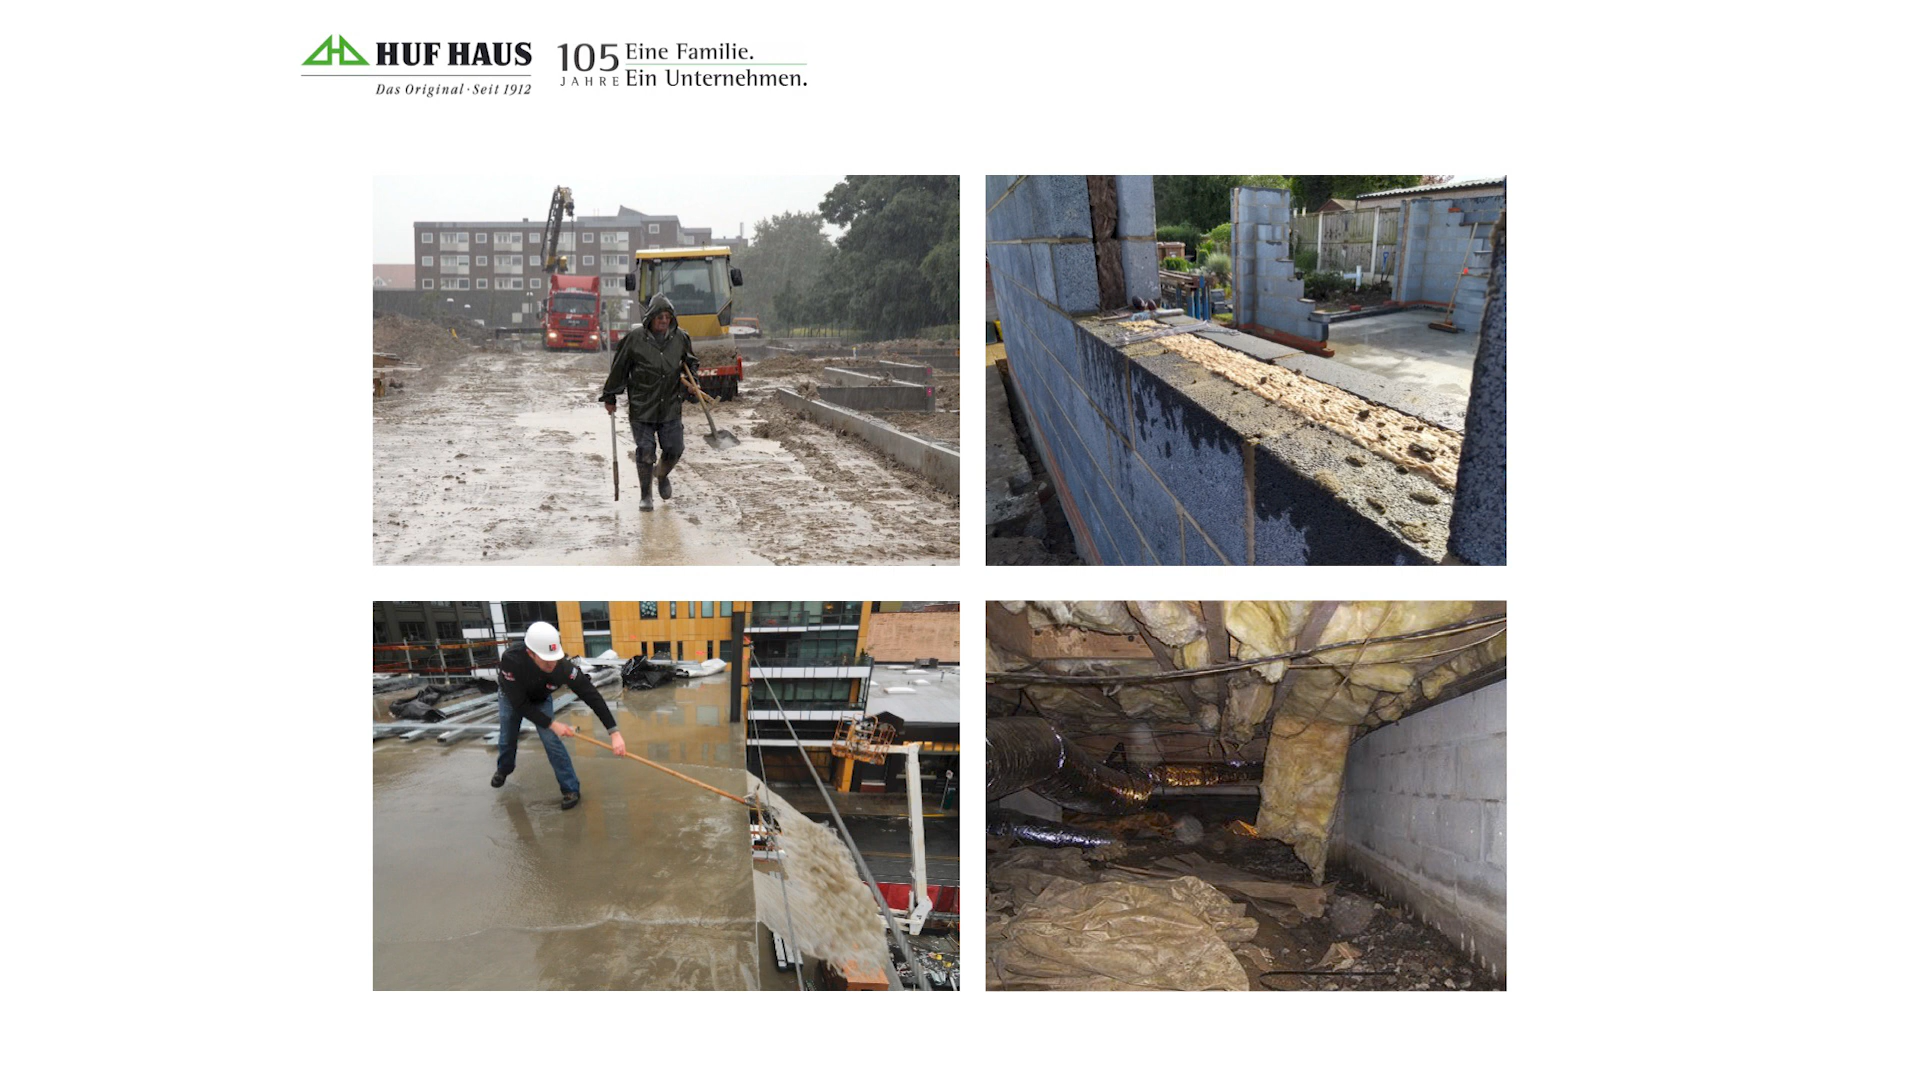 HUF HAUS
Das Original · Seit 1912
105
JAHRE
Eine Familie.
Ein Unternehmen.